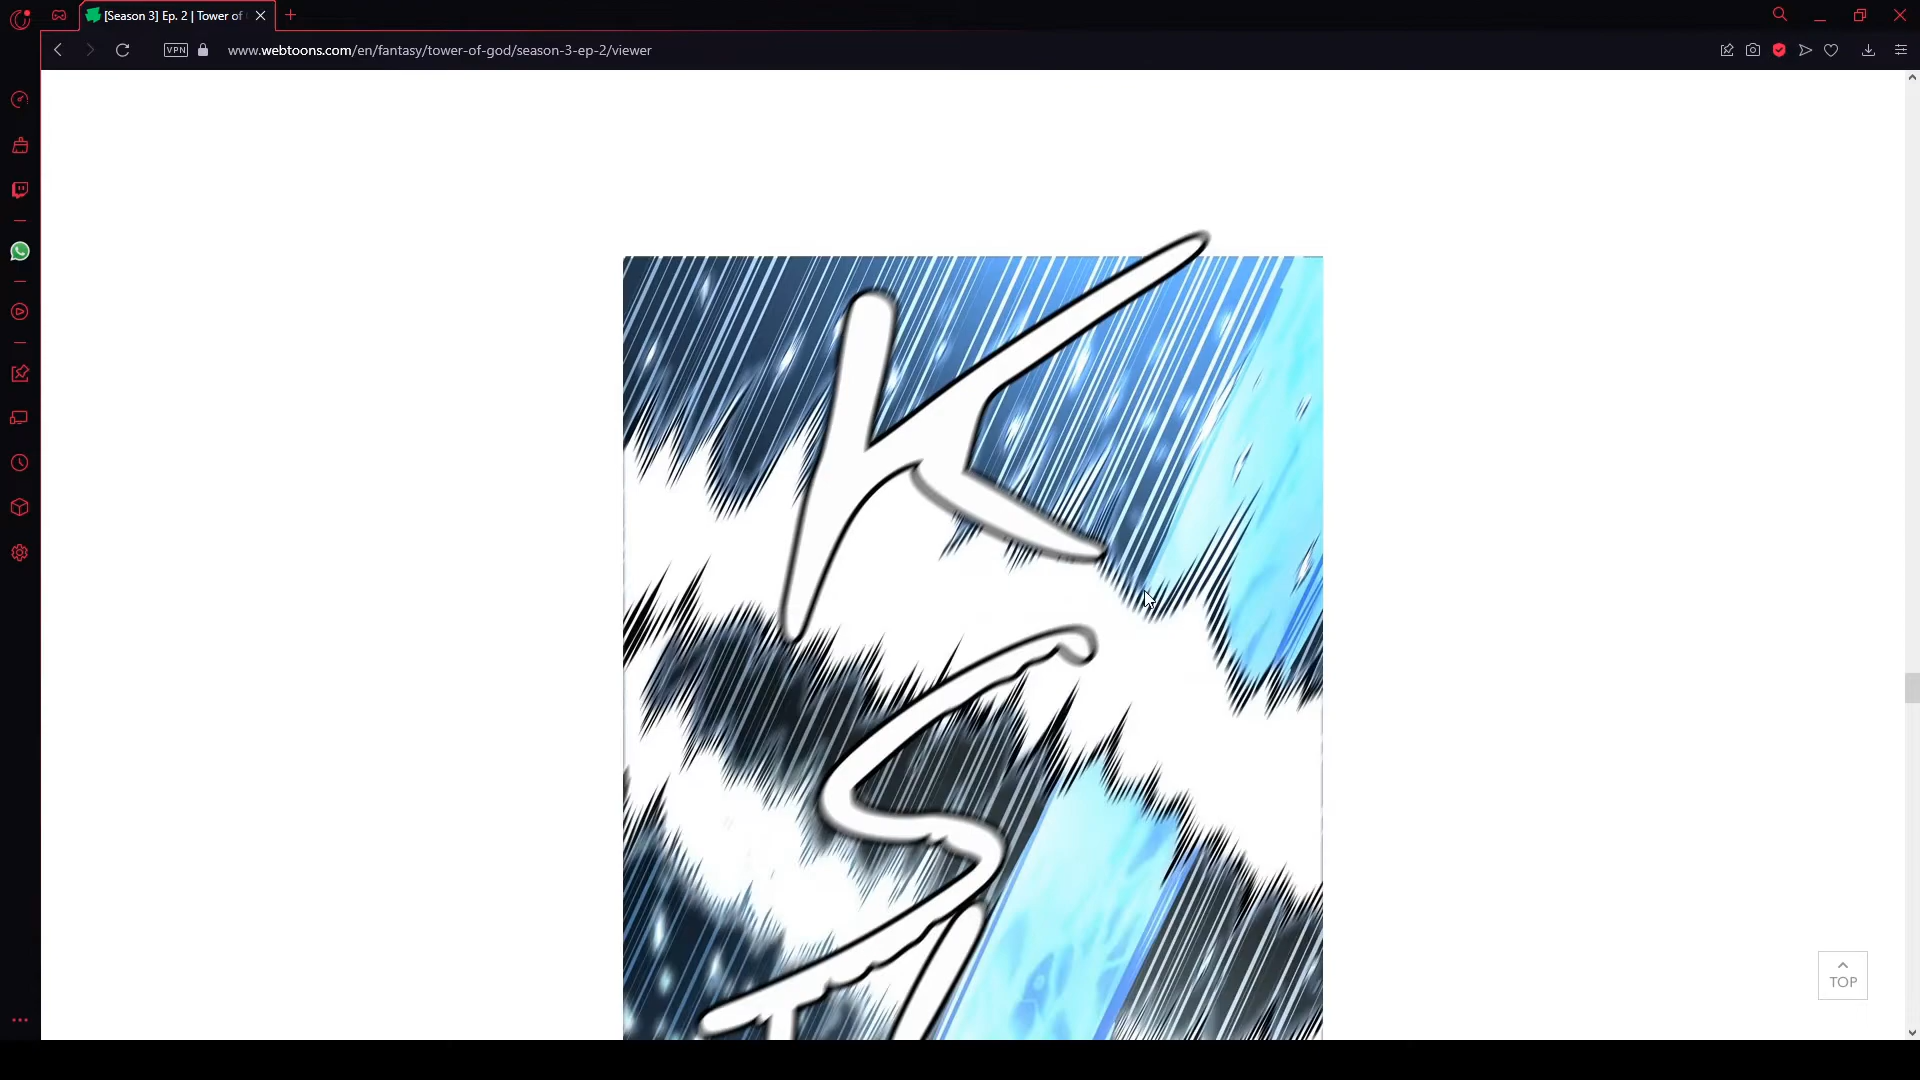 [Season 3] Ep. 2 | Tower of
VPN
www.webtoons.com/en/fantasy/tower-of-god/season-3-ep-2/viewer
K
S
TOP